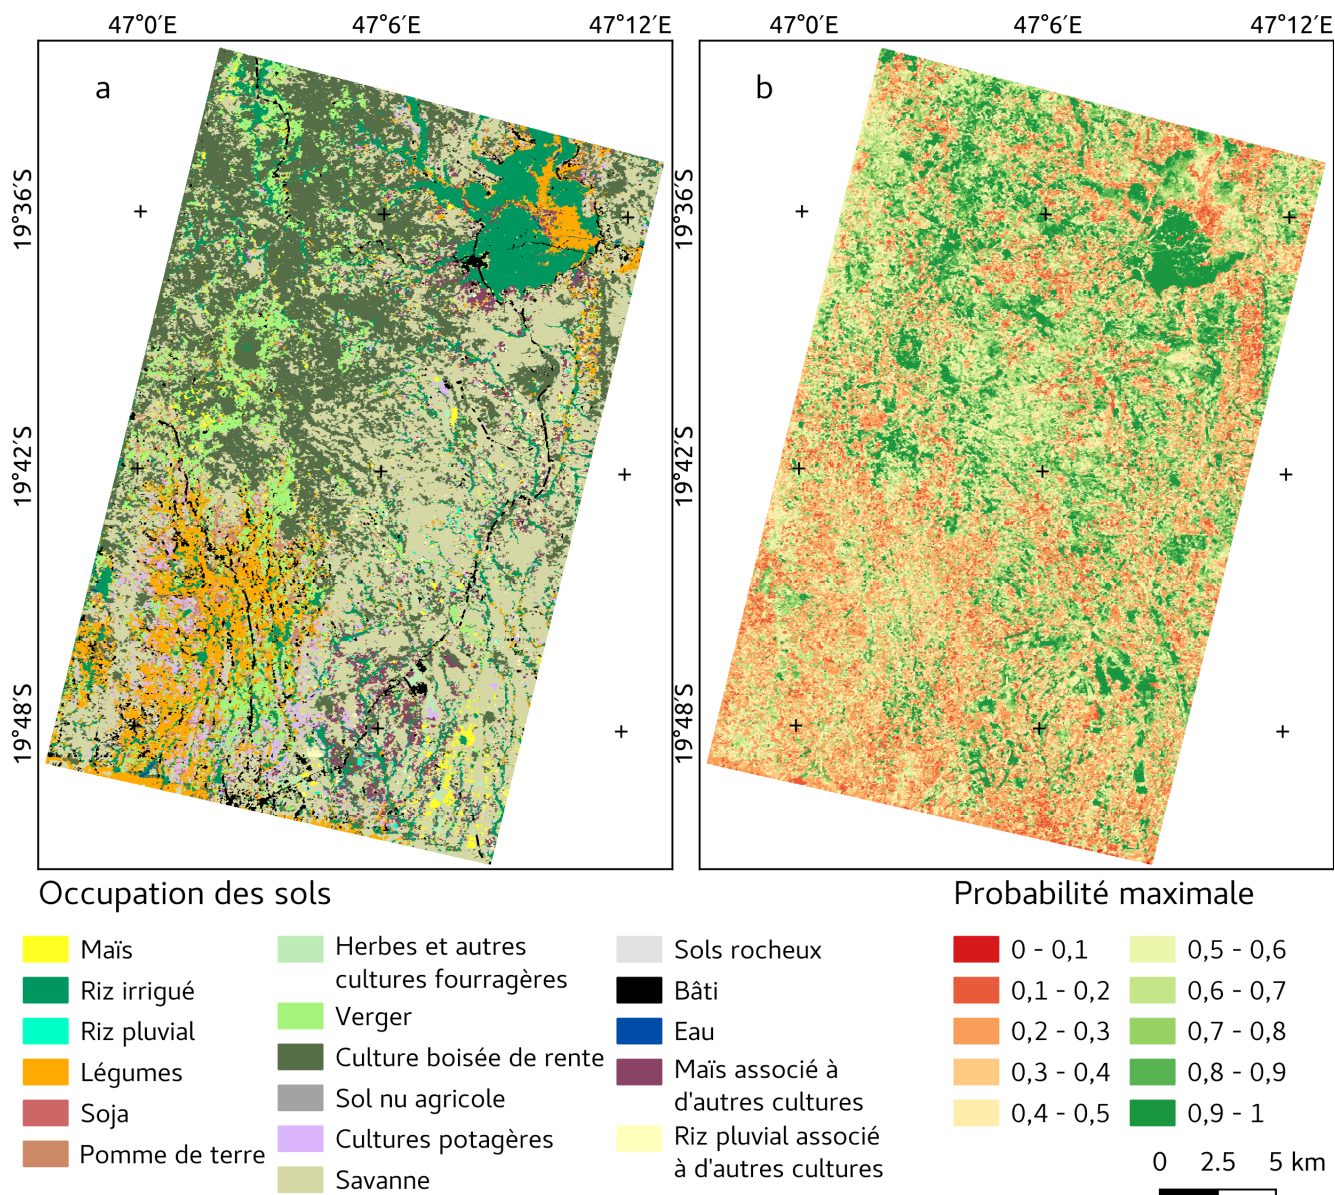 47°0′E 47°6′E 47°12′E 47°0′E 47°6′E 47°12′E
a b
19°36′S 19°36′S
19°42′S 19°42′S
19°48′S 19°48′S
Occupation des sols
Maïs
Riz irrigué
Riz pluvial
Légumes
Soja
Pomme de terre
Herbes et autres
cultures fourragères
Verger
Culture boisée de rente
Sol nu agricole
Cultures potagères
Savanne
Sols rocheux
Bâti
Eau
Maïs associé à
d'autres cultures
Riz pluvial associé
à d'autres cultures
Probabilité maximale
0 - 0,1
0,1 - 0,2
0,2 - 0,3
0,3 - 0,4
0,4 - 0,5
0,5 - 0,6
0,6 - 0,7
0,7 - 0,8
0,8 - 0,9
0,9 - 1
0 2.5 5 km